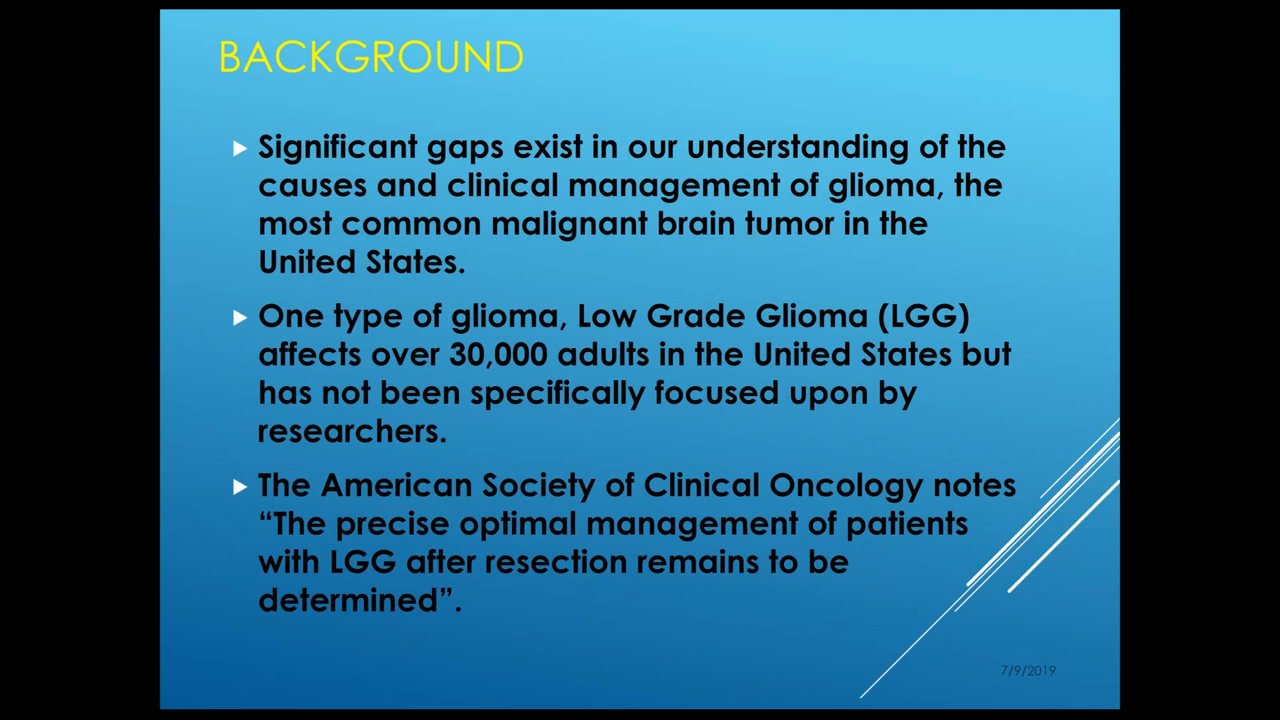 BACKGROUND
Significant gaps exist in our understanding of the
causes and clinical management of glioma, the
most common malignant brain tumor in the
United States.
One type of glioma, Low Grade Glioma (LGG)
affects over 30,000 adults in the United States but
has not been specifically focused upon by
researchers.
The American Society of Clinical Oncology notes
“The precise optimal management of patients
with LGG after resection remains to be
determined”.
7/9/2019